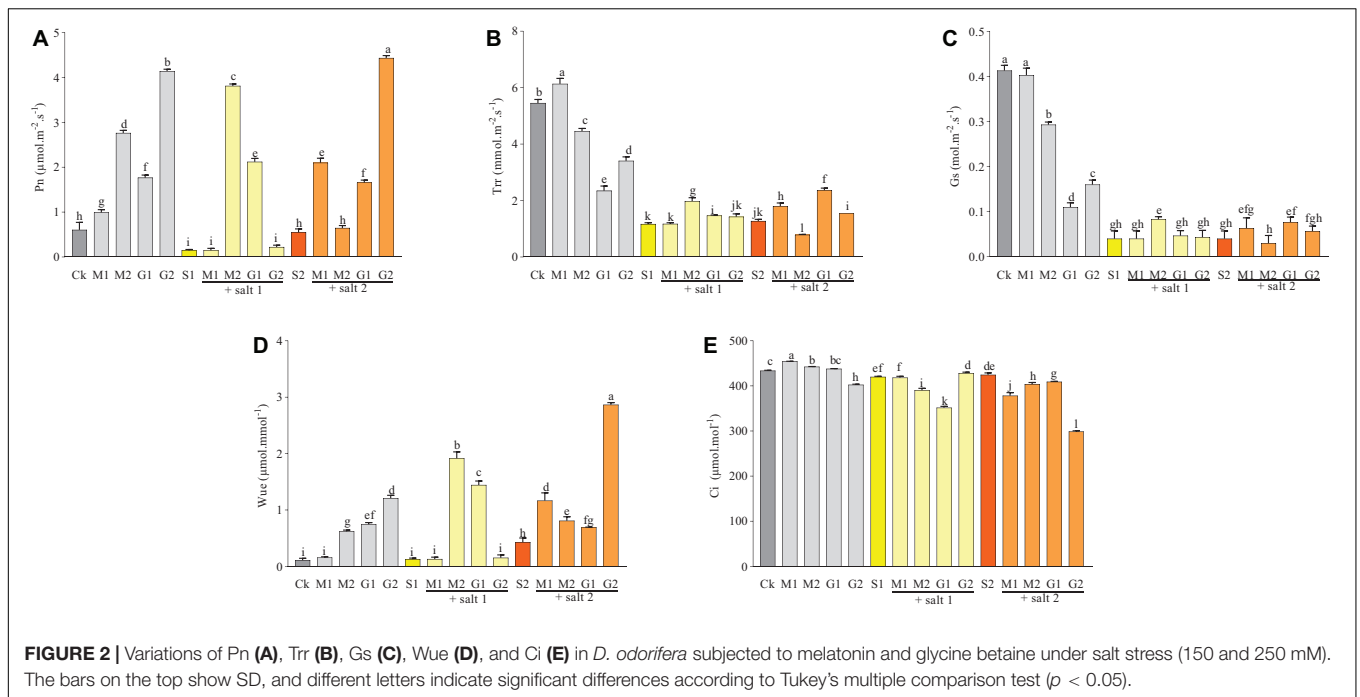 A
Pn (µmol.m⁻².s⁻¹)
5
4
3
2
1
0
h g d f b i i c e i h e h f a
Ck M1 M2 G1 G2 S1 M1 M2 G1 G2 S2 M1 M2 G1 G2
+ salt 1 + salt 2
B
Trr (mmol.m⁻².s⁻¹)
8
6
4
2
0
b a c e d k k g j jk jk h l f i
Ck M1 M2 G1 G2 S1 M1 M2 G1 G2 S2 M1 M2 G1 G2
+ salt 1 + salt 2
C
Gs (mol.m⁻².s⁻¹)
0.5
0.4
0.3
0.2
0.1
0.0
a a b d c gh gh e gh gh gh efg h ef fgh
Ck M1 M2 G1 G2 S1 M1 M2 G1 G2 S2 M1 M2 G1 G2
+ salt 1 + salt 2
D
Wue (µmol.mmol⁻¹)
4
3
2
1
0
i i g ef d i i b c i h d e fg a
Ck M1 M2 G1 G2 S1 M1 M2 G1 G2 S2 M1 M2 G1 G2
+ salt 1 + salt 2
E
Ci (µmol.mol⁻¹)
500
400
300
200
100
0
c a b bc h ef f i k d de j h g l
Ck M1 M2 G1 G2 S1 M1 M2 G1 G2 S2 M1 M2 G1 G2
+ salt 1 + salt 2
FIGURE 2 | Variations of Pn (A), Trr (B), Gs (C), Wue (D), and Ci (E) in D. odorifera subjected to melatonin and glycine betaine under salt stress (150 and 250 mM).
The bars on the top show SD, and different letters indicate significant differences according to Tukey's multiple comparison test (p < 0.05).